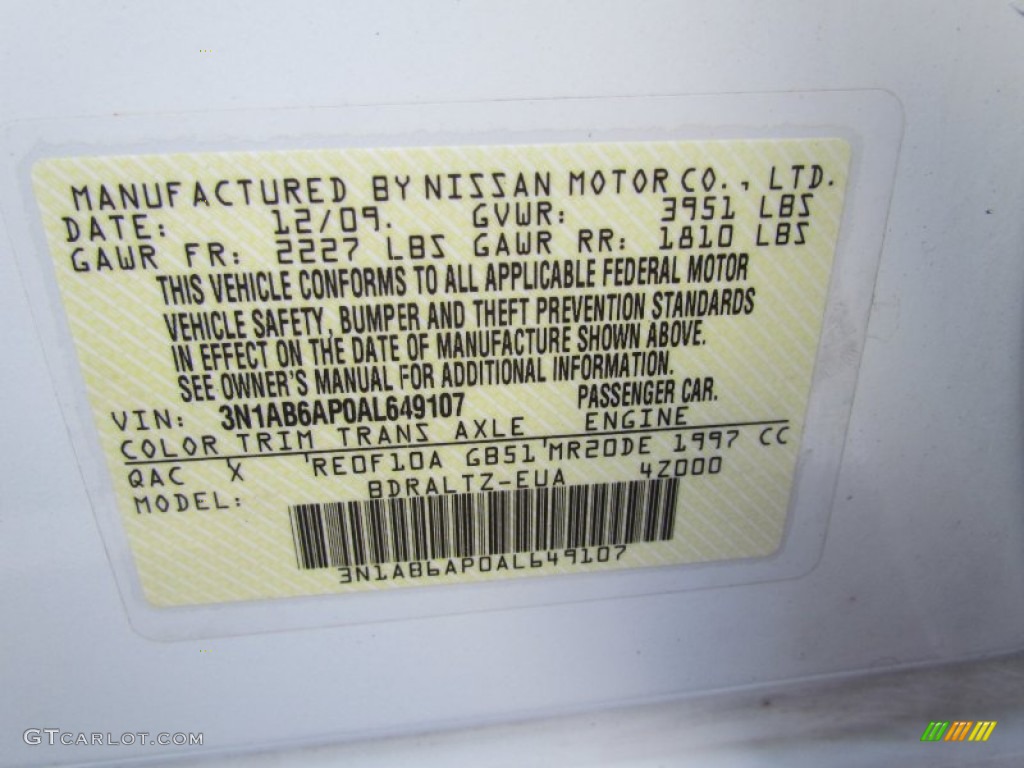 MANUFACTURED BY NISSAN MOTOR CO., LTD.
DATE: 12/09. GVWR: 3951 LBS
GAWR FR: 2227 LBS GAWR RR: 1810 LBS
THIS VEHICLE CONFORMS TO ALL APPLICABLE FEDERAL MOTOR
VEHICLE SAFETY, BUMPER AND THEFT PREVENTION STANDARDS
IN EFFECT ON THE DATE OF MANUFACTURE SHOWN ABOVE.
SEE OWNER'S MANUAL FOR ADDITIONAL INFORMATION.
VIN: 3N1AB6AP0AL649107 PASSENGER CAR.
COLOR TRIM TRANS AXLE ENGINE
QAC X 'RE0F10A GB51'MR20DE 1997 CC
MODEL: BDRALTZ-EUA 4Z000
3N1AB6AP0AL649107
GTCARLOT.COM